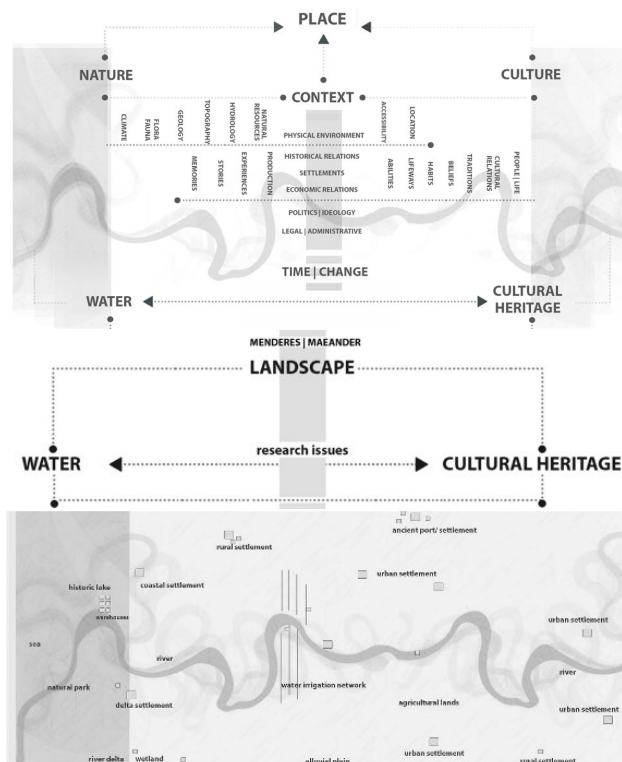 PLACE
NATURE
CULTURE
CONTEXT
CLIMATE
FLORA
FAUNA
GEOLOGY
TOPOGRAPHY
HYDROLOGY
NATURAL
RESOURCES
PHYSICAL ENVIRONMENT
ACCESSIBILITY
LOCATION
MEMORIES
STORIES
EXPERIENCES
PRODUCTION
HISTORICAL RELATIONS
SETTLEMENTS
ECONOMIC RELATIONS
ABILITIES
LIFEWAYS
HABITS
BELIEFS
TRADITIONS
CULTURAL
RELATIONS
PEOPLE | LIFE
POLITICS | IDEOLOGY
LEGAL | ADMINISTRATIVE
TIME | CHANGE
WATER
CULTURAL
HERITAGE
MENDERES | MAEANDER
LANDSCAPE
research issues
WATER
CULTURAL HERITAGE
ancient port/ settlement
rural settlement
urban settlement
coastal settlement
historic lake
warehouses
urban settlement
sea
river
river
natural park
water irrigation network
agricultural lands
delta settlement
urban settlement
river delta
wetland
alluvial plain
urban settlement
rural settlement